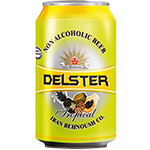 NON ALCOHOLIC BEER
DELSTER
Tropical
IRAN BEHNOUSH CO.